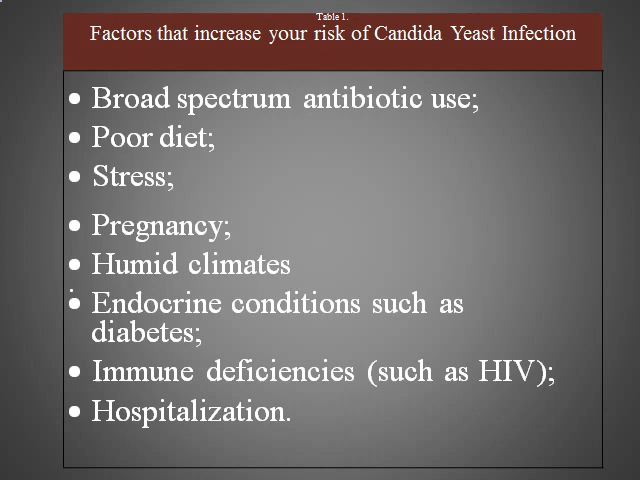 Table 1.
Factors that increase your risk of Candida Yeast Infection
• Broad spectrum antibiotic use;
• Poor diet;
• Stress;
• Pregnancy;
• Humid climates
• Endocrine conditions such as
diabetes;
• Immune deficiencies (such as HIV);
• Hospitalization.